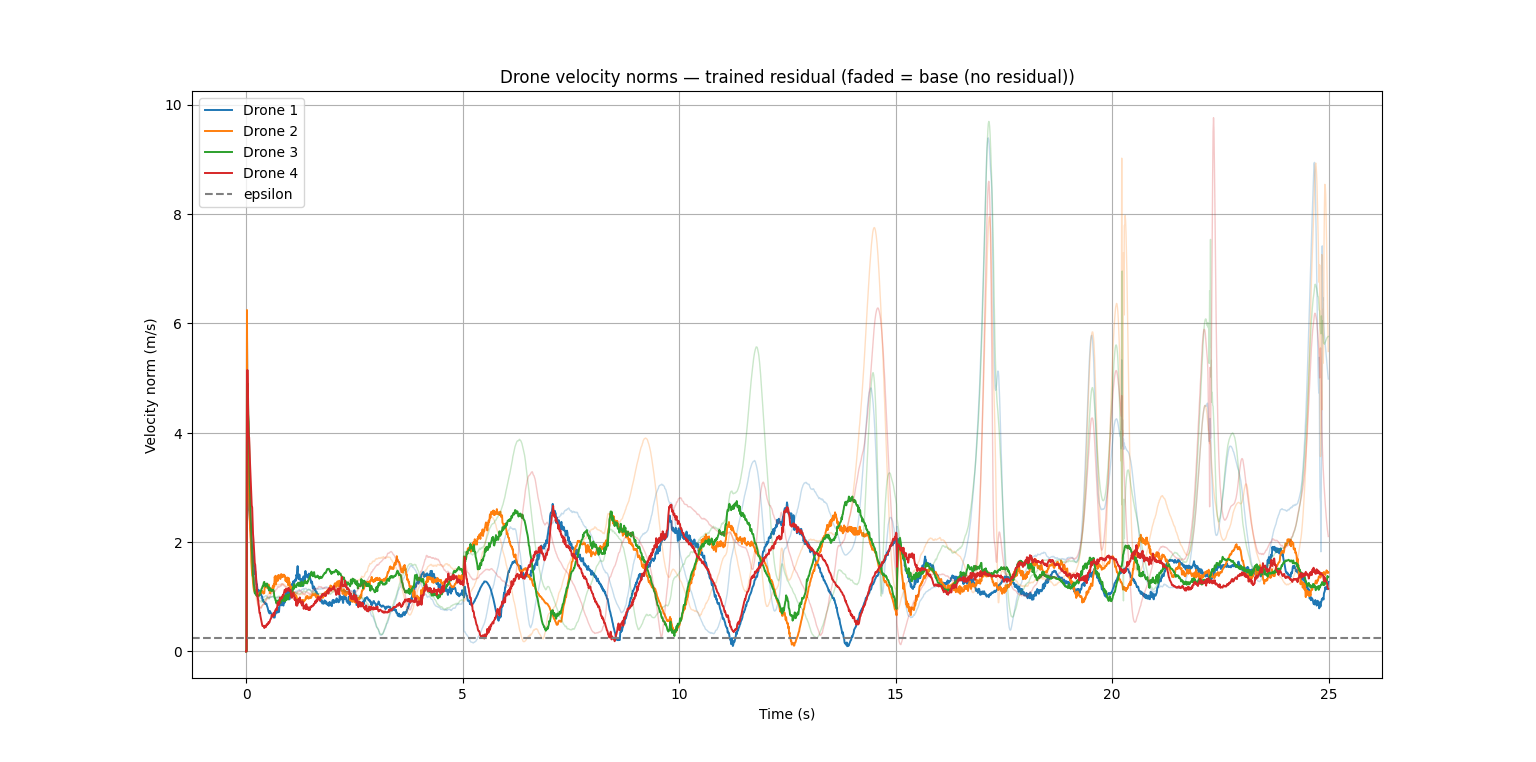 Drone velocity norms — trained residual (faded = base (no residual))
Drone 1
Drone 2
Drone 3
Drone 4
epsilon
Velocity norm (m/s)
10
8
6
4
2
0
0 5 10 15 20 25
Time (s)